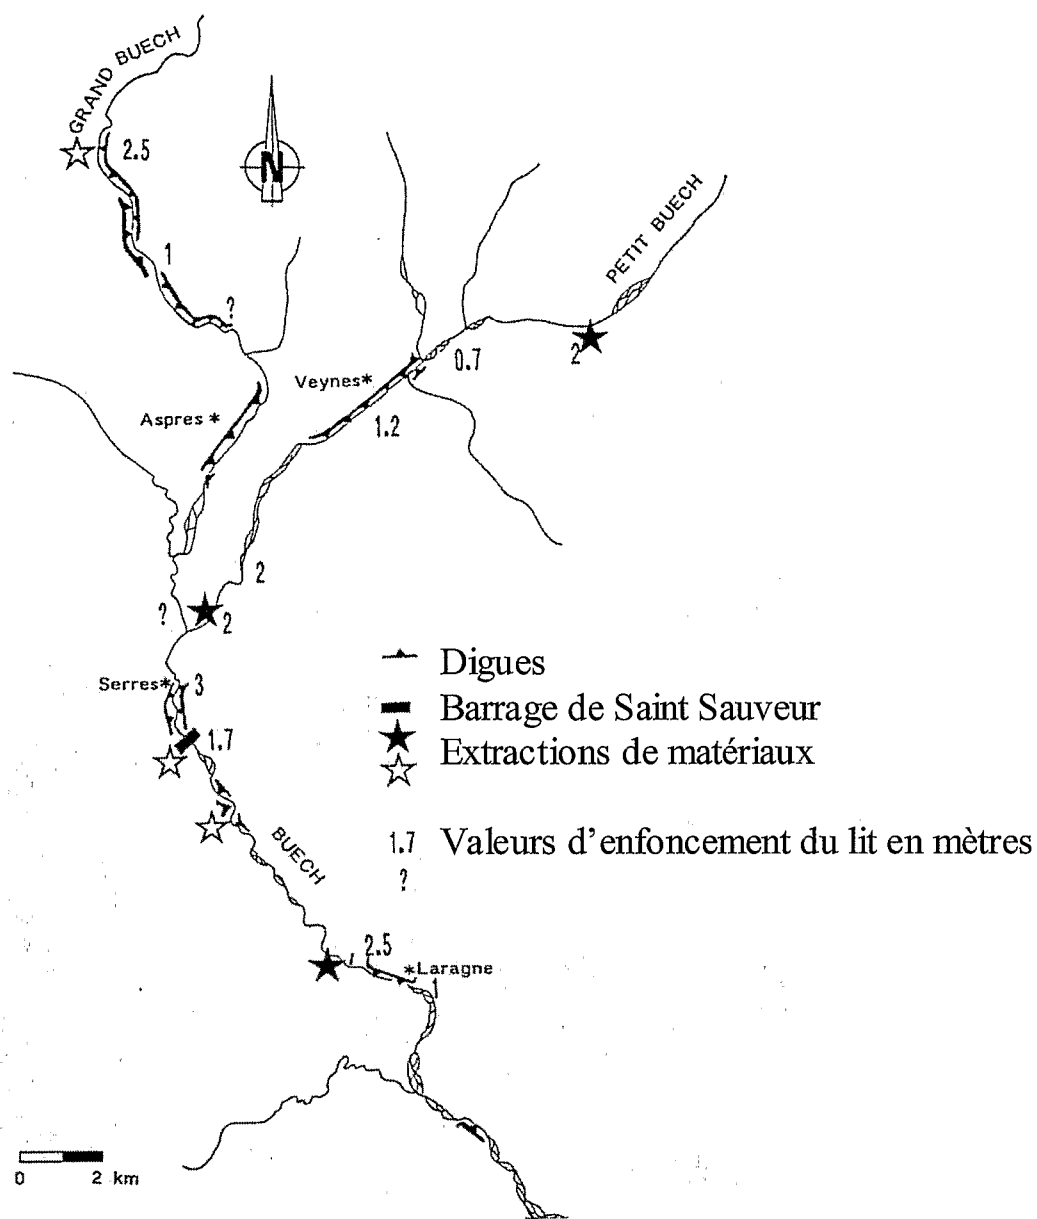 GRAND BUECH
2.5
N
PETIT BUECH
1
?
2
0.7
Veynes*
Aspres *
1.2
2
?
2
Serres*
3
1.7
Digues
Barrage de Saint Sauveur
Extractions de matériaux
BUECH
1.7 Valeurs d'enfoncement du lit en mètres
?
2.5
*Laragne
1
0 2 km